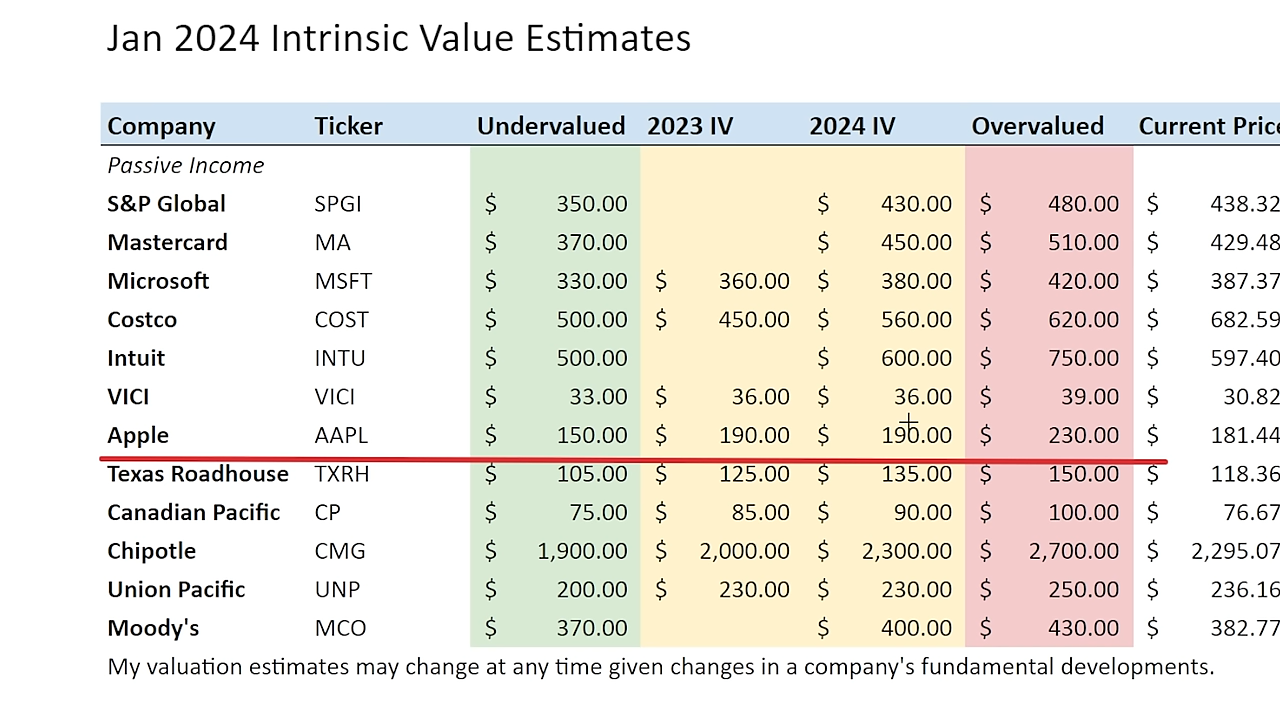 Jan 2024 Intrinsic Value Estimates
Company Ticker Undervalued 2023 IV 2024 IV Overvalued Current Pric
Passive Income
S&P Global SPGI $ 350.00 $ 430.00 $ 480.00 $ 438.32
Mastercard MA $ 370.00 $ 450.00 $ 510.00 $ 429.48
Microsoft MSFT $ 330.00 $ 360.00 $ 380.00 $ 420.00 $ 387.37
Costco COST $ 500.00 $ 450.00 $ 560.00 $ 620.00 $ 682.59
Intuit INTU $ 500.00 $ 600.00 $ 750.00 $ 597.40
VICI VICI $ 33.00 $ 36.00 $ 36.00 $ 39.00 $ 30.82
Apple AAPL $ 150.00 $ 190.00 $ 190.00 $ 230.00 $ 181.44
Texas Roadhouse TXRH $ 105.00 $ 125.00 $ 135.00 $ 150.00 $ 118.36
Canadian Pacific CP $ 75.00 $ 85.00 $ 90.00 $ 100.00 $ 76.67
Chipotle CMG $ 1,900.00 $ 2,000.00 $ 2,300.00 $ 2,700.00 $ 2,295.07
Union Pacific UNP $ 200.00 $ 230.00 $ 230.00 $ 250.00 $ 236.16
Moody's MCO $ 370.00 $ 400.00 $ 430.00 $ 382.77
My valuation estimates may change at any time given changes in a company's fundamental developments.